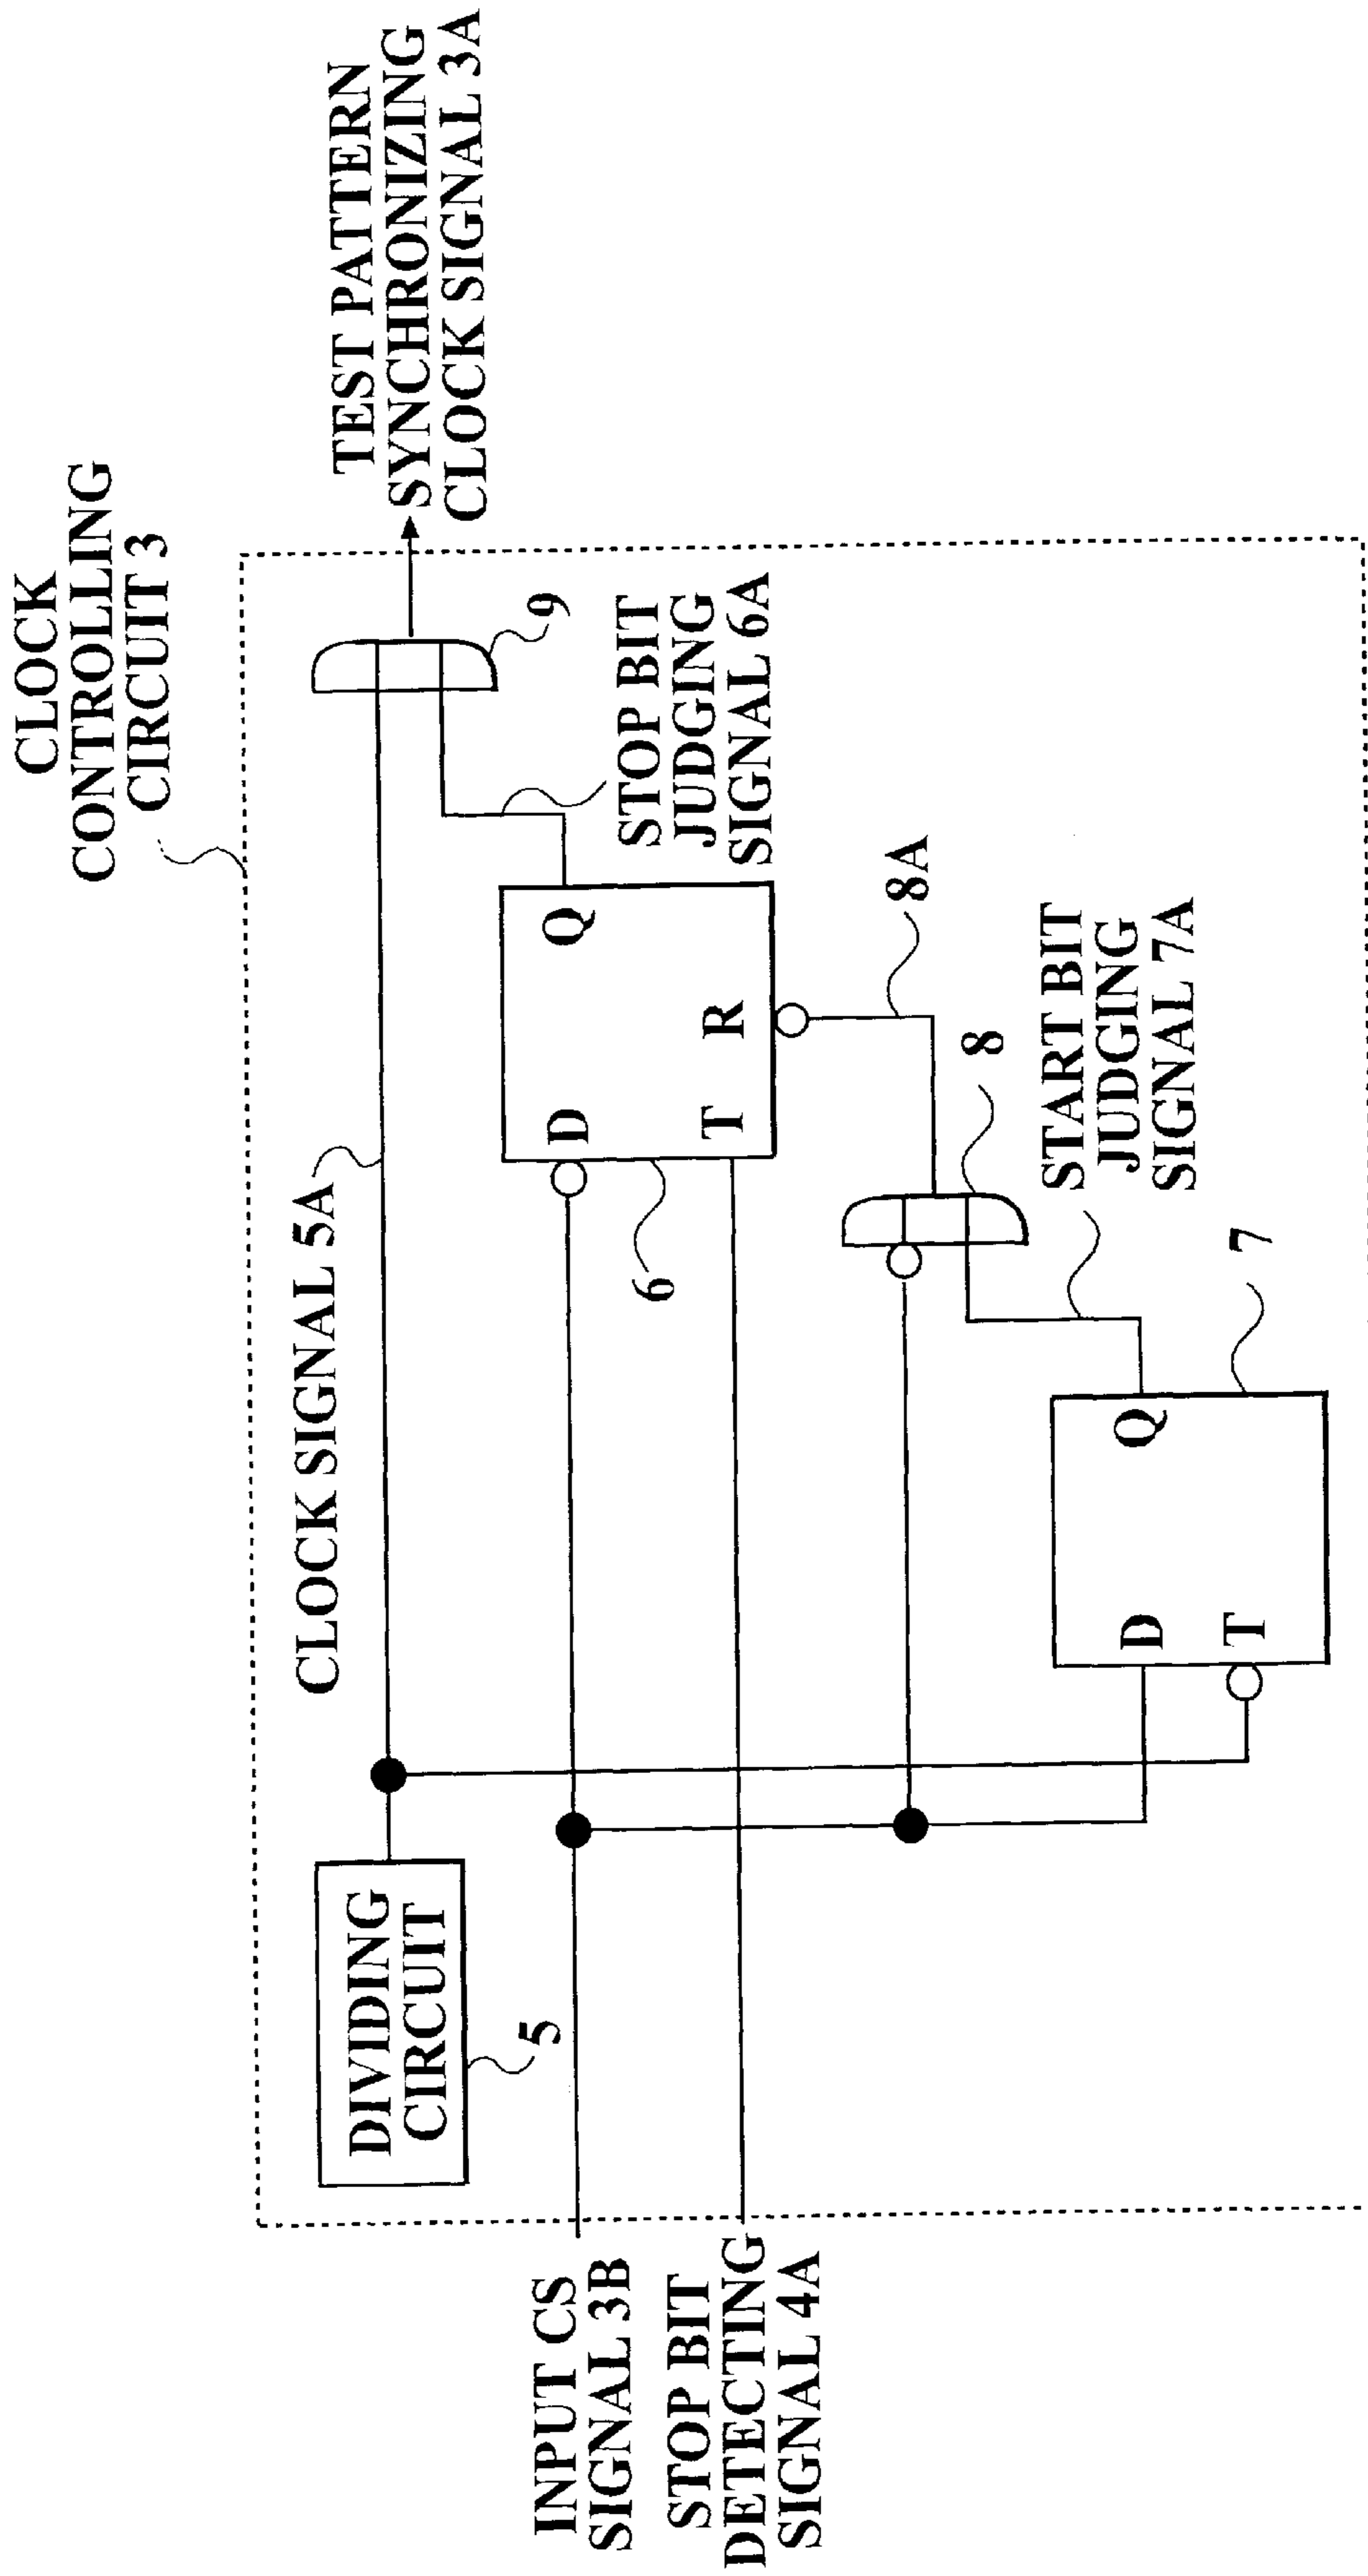 CLOCK
CONTROLLING
CIRCUIT 3
TEST PATTERN
SYNCHRONIZING
CLOCK SIGNAL 3A
CLOCK SIGNAL 5A
DIVIDING
CIRCUIT
5
9
STOP BIT
JUDGING
SIGNAL 6A
D
Q
T
R
6
8A
8
START BIT
JUDGING
SIGNAL 7A
D
Q
T
7
INPUT CS
SIGNAL 3B
STOP BIT
DETECTING
SIGNAL 4A